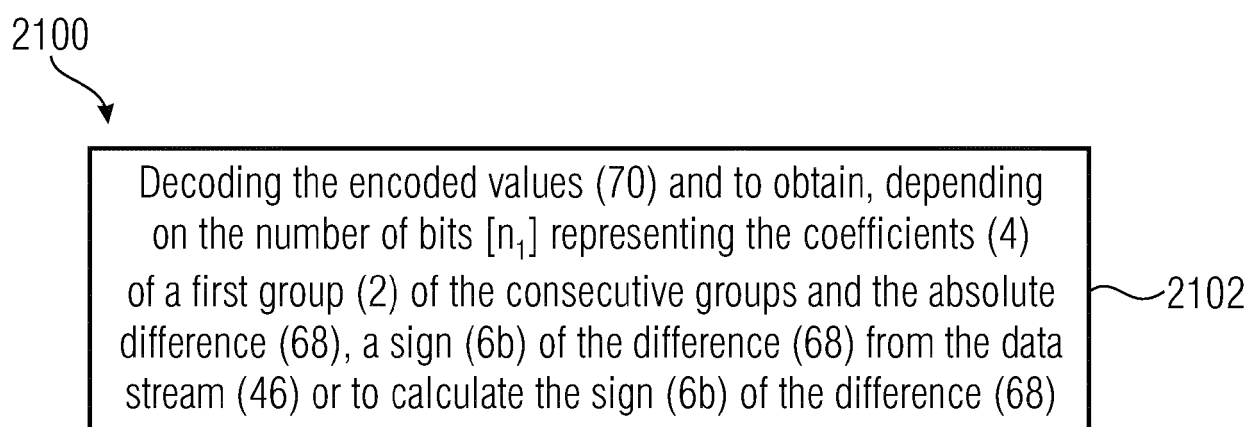 2100
Decoding the encoded values (70) and to obtain, depending
on the number of bits [n₁] representing the coefficients (4)
of a first group (2) of the consecutive groups and the absolute
difference (68), a sign (6b) of the difference (68) from the data
stream (46) or to calculate the sign (6b) of the difference (68)
2102